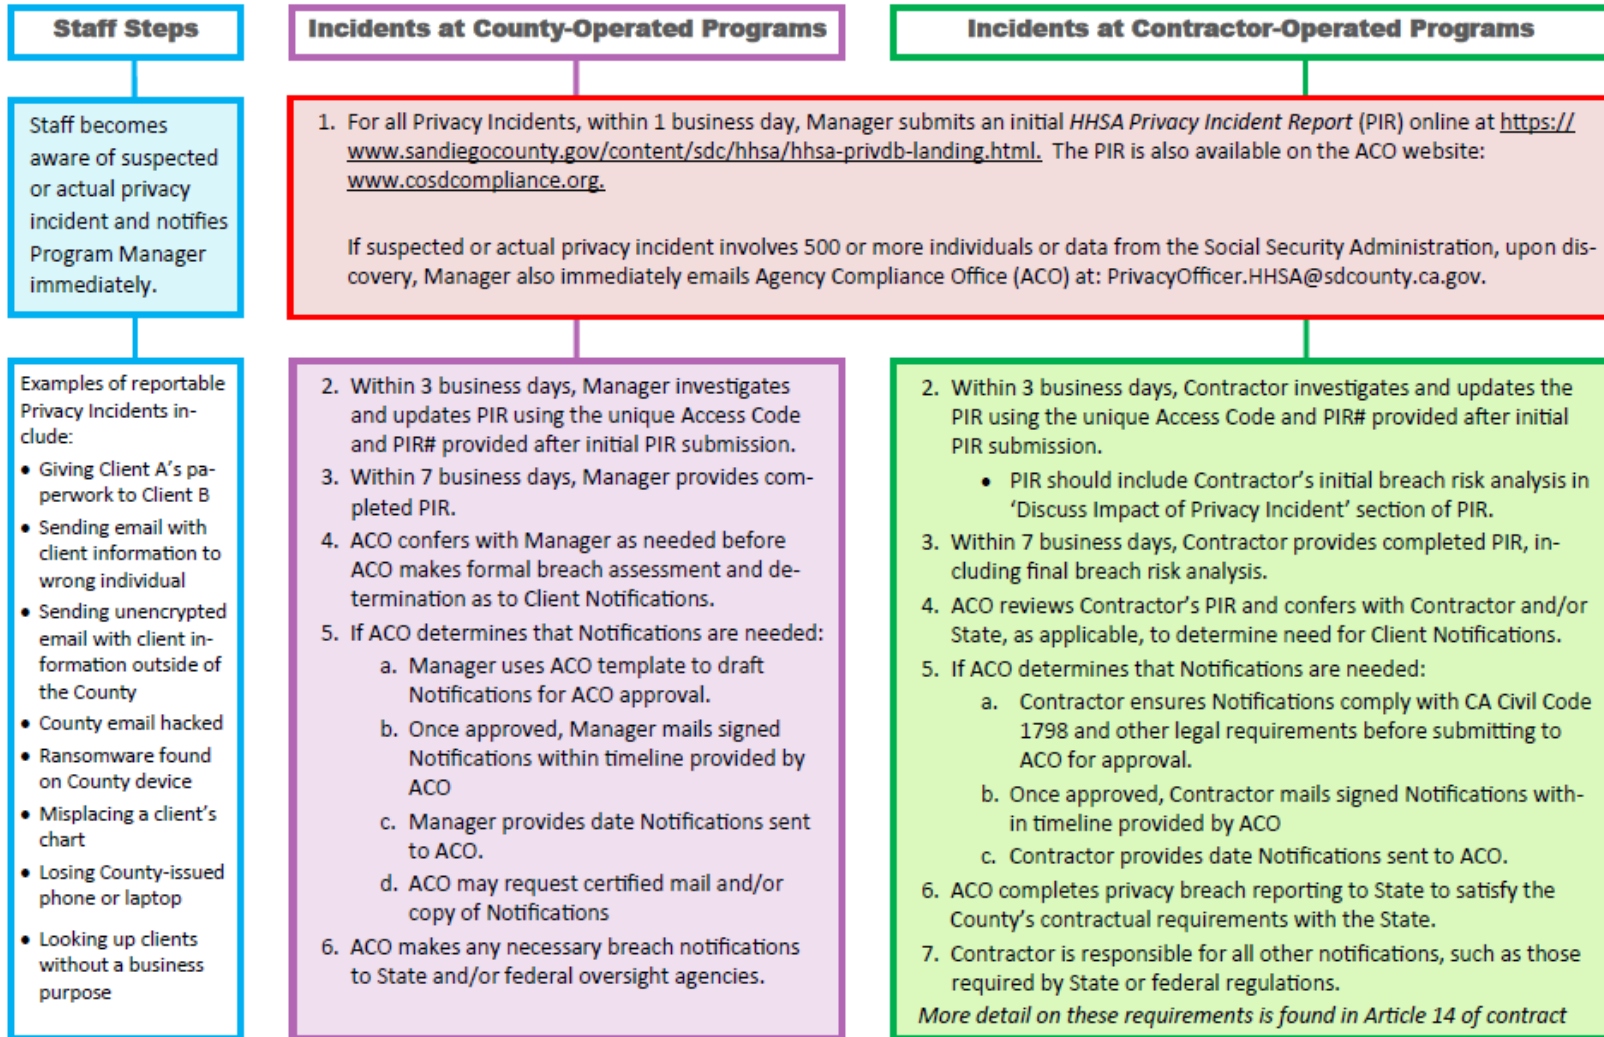 Staff Steps
Staff becomes
aware of suspected
or actual privacy
incident and notifies
Program Manager
immediately.
Examples of reportable
Privacy Incidents in-
clude:
• Giving Client A's pa-
perwork to Client B
• Sending email with
client information to
wrong individual
• Sending unencrypted
email with client in-
formation outside of
the County
• County email hacked
• Ransomware found
on County device
• Misplacing a client's
chart
• Losing County-issued
phone or laptop
• Looking up clients
without a business
purpose
Incidents at County-Operated Programs
Incidents at Contractor-Operated Programs
1. For all Privacy Incidents, within 1 business day, Manager submits an initial HHSA Privacy Incident Report (PIR) online at https://
www.sandiegocounty.gov/content/sdc/hhsa/hhsa-privdb-landing.html. The PIR is also available on the ACO website:
www.cosdcompliance.org.
If suspected or actual privacy incident involves 500 or more individuals or data from the Social Security Administration, upon dis-
covery, Manager also immediately emails Agency Compliance Office (ACO) at: PrivacyOfficer.HHSA@sdcounty.ca.gov.
2. Within 3 business days, Manager investigates
and updates PIR using the unique Access Code
and PIR# provided after initial PIR submission.
3. Within 7 business days, Manager provides com-
pleted PIR.
4. ACO confers with Manager as needed before
ACO makes formal breach assessment and de-
termination as to Client Notifications.
5. If ACO determines that Notifications are needed:
a. Manager uses ACO template to draft
Notifications for ACO approval.
b. Once approved, Manager mails signed
Notifications within timeline provided by
ACO
c. Manager provides date Notifications sent
to ACO.
d. ACO may request certified mail and/or
copy of Notifications
6. ACO makes any necessary breach notifications
to State and/or federal oversight agencies.
2. Within 3 business days, Contractor investigates and updates the
PIR using the unique Access Code and PIR# provided after initial
PIR submission.
• PIR should include Contractor's initial breach risk analysis in
'Discuss Impact of Privacy Incident' section of PIR.
3. Within 7 business days, Contractor provides completed PIR, in-
cluding final breach risk analysis.
4. ACO reviews Contractor's PIR and confers with Contractor and/or
State, as applicable, to determine need for Client Notifications.
5. If ACO determines that Notifications are needed:
a. Contractor ensures Notifications comply with CA Civil Code
1798 and other legal requirements before submitting to
ACO for approval.
b. Once approved, Contractor mails signed Notifications with-
in timeline provided by ACO
c. Contractor provides date Notifications sent to ACO.
6. ACO completes privacy breach reporting to State to satisfy the
County's contractual requirements with the State.
7. Contractor is responsible for all other notifications, such as those
required by State or federal regulations.
More detail on these requirements is found in Article 14 of contract